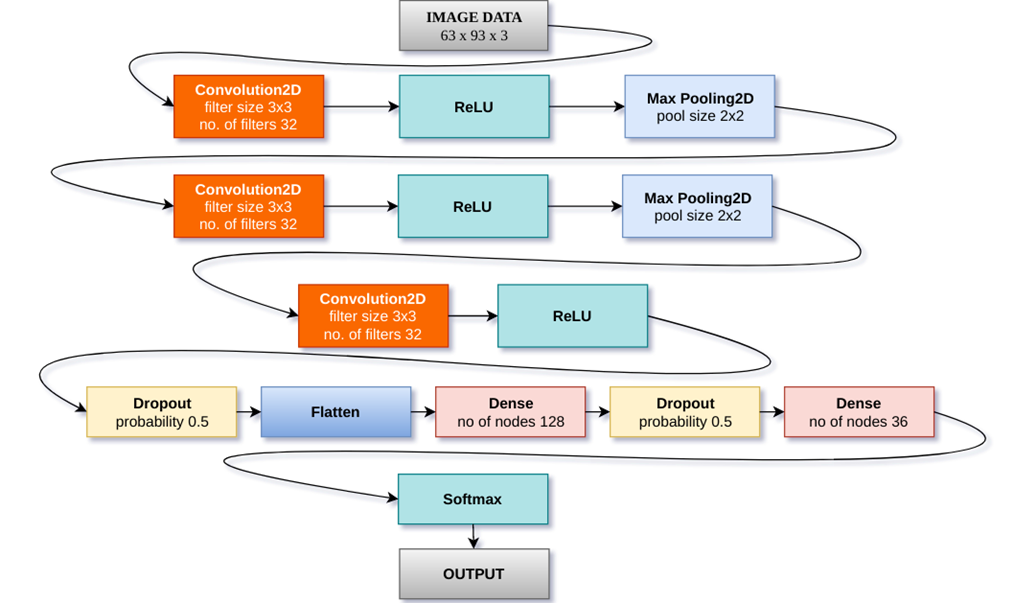 IMAGE DATA
63 x 93 x 3
Convolution2D
filter size 3x3
no. of filters 32
ReLU
Max Pooling2D
pool size 2x2
Convolution2D
filter size 3x3
no. of filters 32
ReLU
Max Pooling2D
pool size 2x2
Convolution2D
filter size 3x3
no. of filters 32
ReLU
Dropout
probability 0.5
Flatten
Dense
no of nodes 128
Dropout
probability 0.5
Dense
no of nodes 36
Softmax
OUTPUT